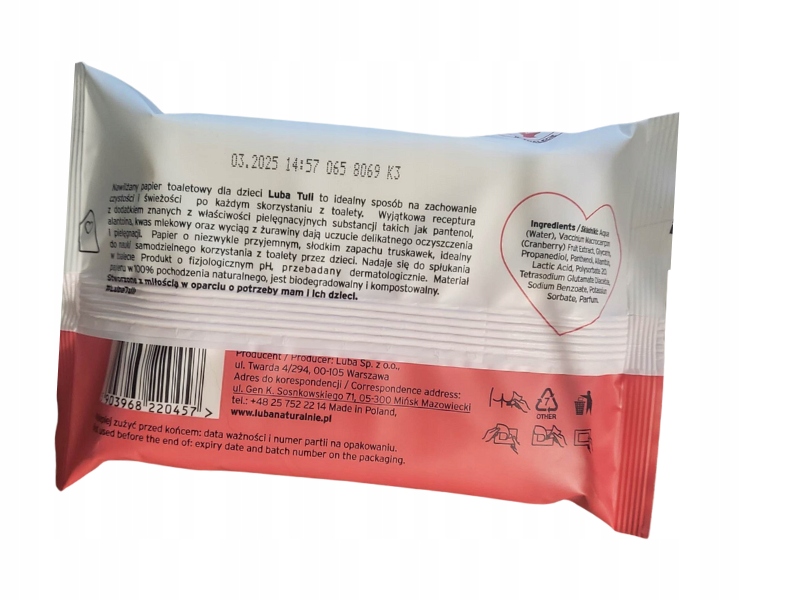 03.2025 14:57 065 8069 K3
Nawilżany papier toaletowy dla dzieci Luba Tuli to idealny sposób na zachowanie
czystości i świeżości po każdym skorzystaniu z toalety. Wyjątkowa receptura
z dodatkiem znanych z właściwości pielęgnacyjnych substancji takich jak pantenol,
alantoina, kwas mlekowy oraz wyciąg z żurawiny dają uczucie delikatnego oczyszczenia
i pielęgnacji. Papier o niezwykle przyjemnym, słodkim zapachu truskawek, idealny
do nauki samodzielnego korzystania z toalety przez dzieci. Nadaje się do spłukania
w toalecie Produkt o fizjologicznym pH, przebadany dermatologicznie. Materiał
papieru w 100% pochodzenia naturalnego, jest biodegradowalny i kompostowalny.
Stworzone z miłością w oparciu o potrzeby mam i ich dzieci.
#LubaTuli
Ingredients / Składniki: Aqua
(Water), Vaccinium Macrocarpon
(Cranberry) Fruit Extract, Glycerin,
Propanediol, Panthenol, Allantoin,
Lactic Acid, Polysorbate 20,
Tetrasodium Glutamate Diacetate,
Sodium Benzoate, Potassium
Sorbate, Parfum.
Producent / Producer: Luba Sp. z o.o.,
ul. Twarda 4/294, 00-105 Warszawa
Adres do korespondencji / Correspondence address:
ul. Gen K. Sosnkowskiego 71, 05-300 Mińsk Mazowiecki
tel.: +48 25 752 22 14 Made in Poland,
www.lubanaturalnie.pl
903968 220457 >
7
OTHER
zużyć przed końcem: data ważności i numer partii na opakowaniu.
used before the end of: expiry date and batch number on the packaging.